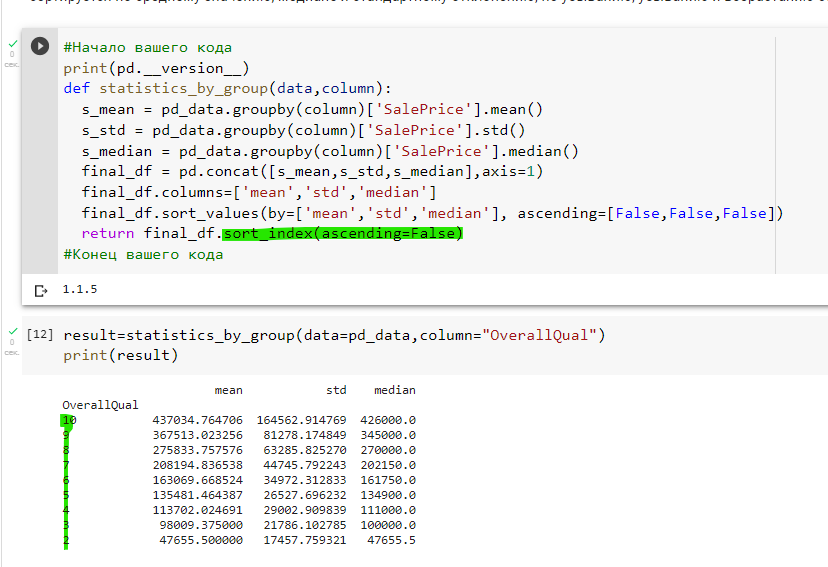 #Начало вашего кода
print(pd.__version__)
def statistics_by_group(data,column):
s_mean = pd_data.groupby(column)['SalePrice'].mean()
s_std = pd_data.groupby(column)['SalePrice'].std()
s_median = pd_data.groupby(column)['SalePrice'].median()
final_df = pd.concat([s_mean,s_std,s_median],axis=1)
final_df.columns=['mean','std','median']
final_df.sort_values(by=['mean','std','median'], ascending=[False,False,False])
return final_df.sort_index(ascending=False)
#Конец вашего кода
0
сек.
1.1.5
[12] result=statistics_by_group(data=pd_data,column="OverallQual")
print(result)
0
сек.
mean std median
OverallQual
10 437034.764706 164562.914769 426000.0
9 367513.023256 81278.174849 345000.0
8 275833.757576 63285.825270 270000.0
7 208194.836538 44745.792243 202150.0
6 163069.668524 34972.312833 161750.0
5 135481.464387 26527.696232 134900.0
4 113702.024691 29002.909839 111000.0
3 98009.375000 21786.102785 100000.0
2 47655.500000 17457.759321 47655.5